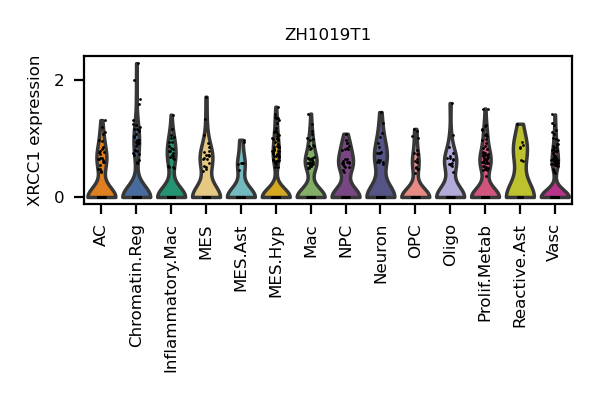 ZH1019T1
XRCC1 expression
2
0
AC
Chromatin.Reg
Inflammatory.Mac
MES
MES.Ast
MES.Hyp
Mac
NPC
Neuron
OPC
Oligo
Prolif.Metab
Reactive.Ast
Vasc